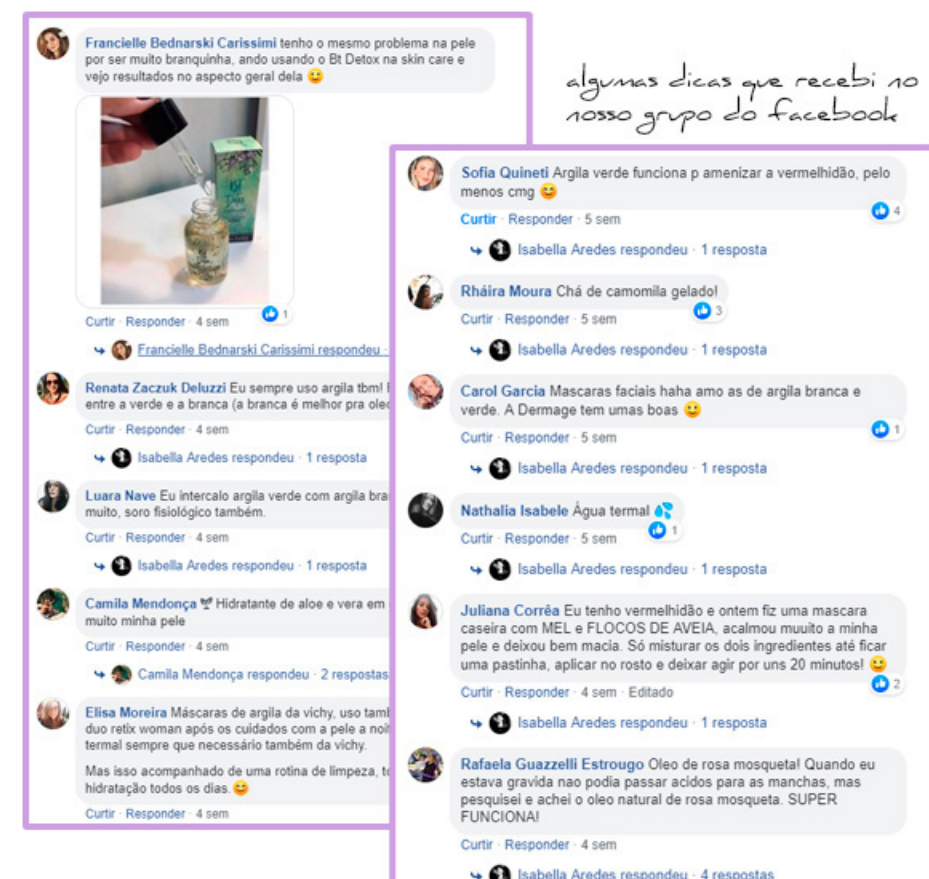 Francielle Bednarski Carissimi tenho o mesmo problema na pele
por ser muito branquinha, ando usando o Bt Detox na skin care e
vejo resultados no aspecto geral dela 😉
Bt
Curtir · Responder · 4 sem
1
Francielle Bednarski Carissimi respondeu ·
Renata Zaczuk Deluzzi Eu sempre uso argila tbm!
entre a verde e a branca (a branca é melhor pra
Curtir · Responder · 4 sem
Isabella Aredes respondeu · 1 resposta
Luara Nave Eu intercalo argila verde com argila
muito, soro fisiológico também.
Curtir · Responder · 4 sem
Isabella Aredes respondeu · 1 resposta
Camila Mendonça Hidratante de aloe e vera em
muito minha pele
Curtir · Responder · 4 sem
Camila Mendonça respondeu · 2 respostas
Elisa Moreira Máscaras de argila da vichy, uso
duo retix woman após os cuidados com a pele a
termal sempre que necessário também da vichy.
Mas isso acompanhado de uma rotina de limpeza,
hidratação todos os dias. 😊
Curtir · Responder · 4 sem
algumas dicas que recebi no
nosso grupo do facebook
Sofia Quineti Argila verde funciona p amenizar a vermelhidão, pelo
menos cmg 😊
4
Curtir · Responder · 5 sem
Isabella Aredes respondeu · 1 resposta
Rháira Moura Chá de camomila gelado!
3
Curtir · Responder · 5 sem
Isabella Aredes respondeu · 1 resposta
Carol Garcia Mascaras faciais haha amo as de argila branca e
verde. A Dermage tem umas boas 😉
1
Curtir · Responder · 5 sem
Isabella Aredes respondeu · 1 resposta
Nathalia Isabele Água termal 💦
1
Curtir · Responder · 5 sem
Isabella Aredes respondeu · 1 resposta
Juliana Corrêa Eu tenho vermelhidão e ontem fiz uma mascara
caseira com MEL e FLOCOS DE AVEIA, acalmou muuito a minha
pele e deixou bem macia. Só misturar os dois ingredientes até ficar
uma pastinha, aplicar no rosto e deixar agir por uns 20 minutos! 😉
2
Curtir · Responder · 4 sem · Editado
Isabella Aredes respondeu · 1 resposta
Rafaela Guazzelli Estrougo Oleo de rosa mosqueta! Quando eu
estava gravida nao podia passar acidos para as manchas, mas
pesquisei e achei o oleo natural de rosa mosqueta. SUPER
FUNCIONA!
Curtir · Responder · 4 sem
Isabella Aredes respondeu · 4 respostas